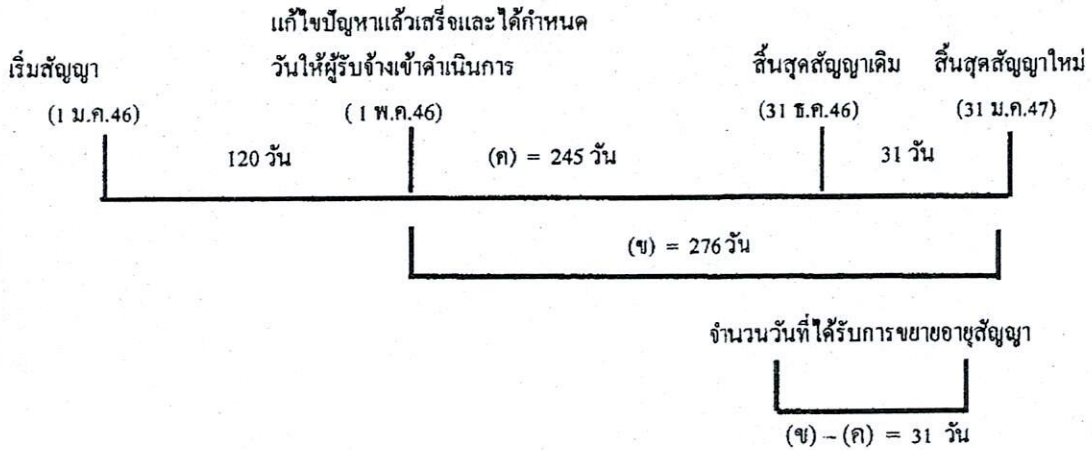 แก้ไขปัญหาแล้วเสร็จและได้กำหนด
เริ่มสัญญา วันให้ผู้รับจ้างเข้าดำเนินการ สิ้นสุดสัญญาเดิม สิ้นสุดสัญญาใหม่
(1 ม.ค.46) ( 1 พ.ค.46) (31 ธ.ค.46) (31 ม.ค.47)
120 วัน (ค) = 245 วัน 31 วัน
(ข) = 276 วัน
จำนวนวันที่ได้รับการขยายอายุสัญญา
(ข) – (ค) = 31 วัน